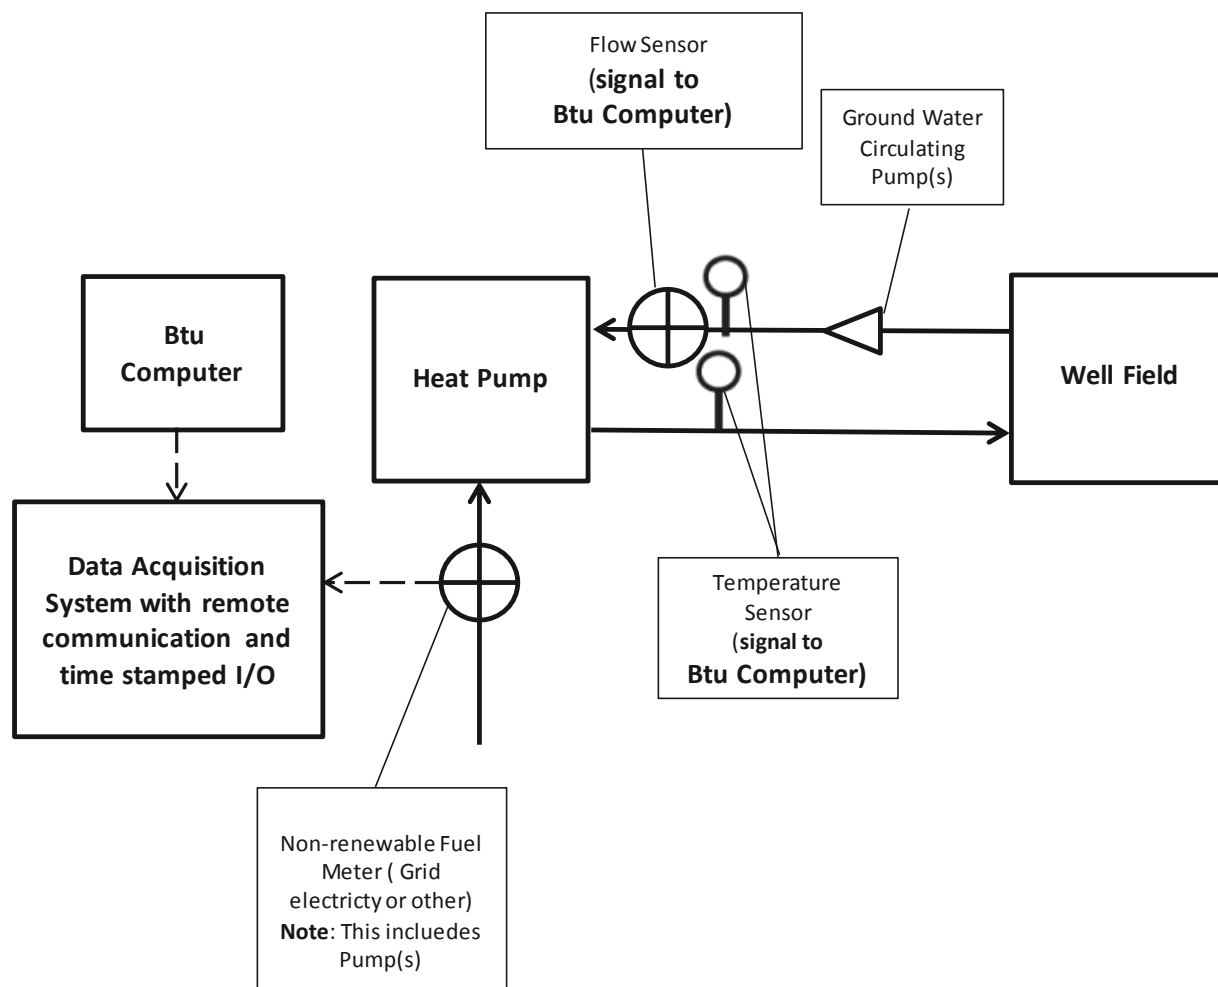 Flow Sensor
(signal to
Btu Computer)
Ground Water
Circulating
Pump(s)
Btu
Computer
Heat Pump
Well Field
Data Acquisition
System with remote
communication and
time stamped I/O
Temperature
Sensor
(signal to
Btu Computer)
Non-renewable Fuel
Meter ( Grid
electricty or other)
Note: This incluedes
Pump(s)